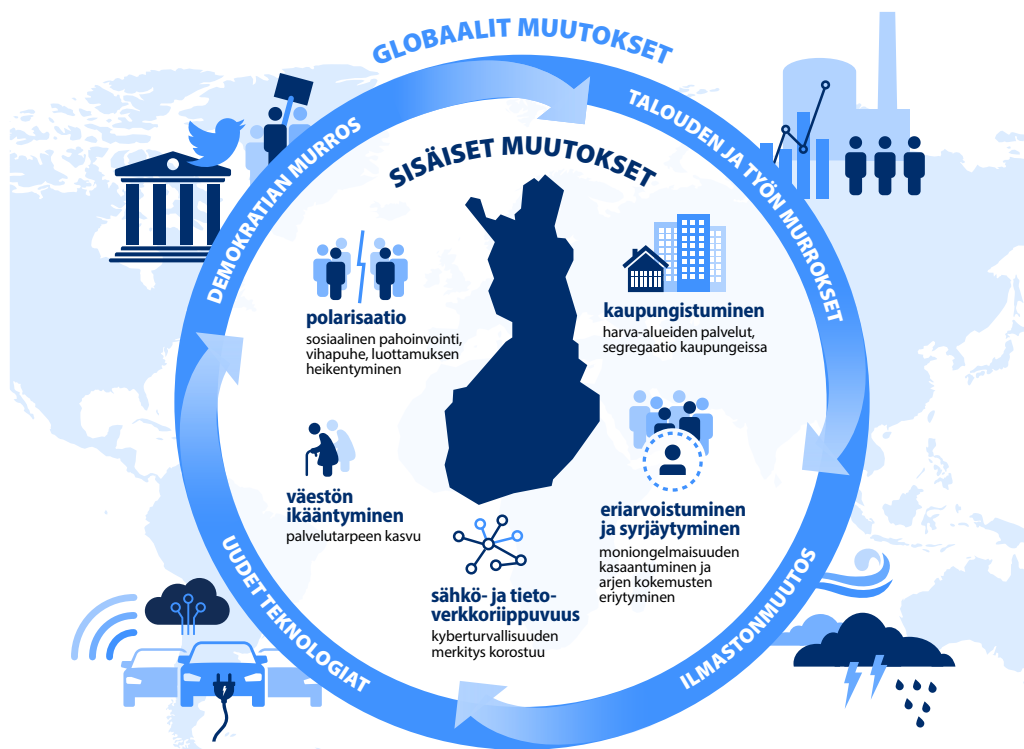 GLOBAALIT MUUTOKSET
DEMOKRATIAN MURROS
TALOUDEN JA TYÖN MURROKSET
SISÄISET MUUTOKSET
polarisaatio
sosiaalinen pahoinvointi,
vihapuhe, luottamuksen
heikentyminen
kaupungistuminen
harva-alueiden palvelut,
segregaatio kaupungeissa
väestön
ikääntyminen
palvelutarpeen kasvu
eriarvoistuminen
ja syrjäytyminen
moniongelmaisuuden
kasaantuminen ja
arjen kokemusten
eriytyminen
sähkö- ja tieto-
verkkoriippuvuus
kyberturvallisuuden
merkitys korostuu
UUDET TEKNOLOGIAT
ILMASTONMUUTOS